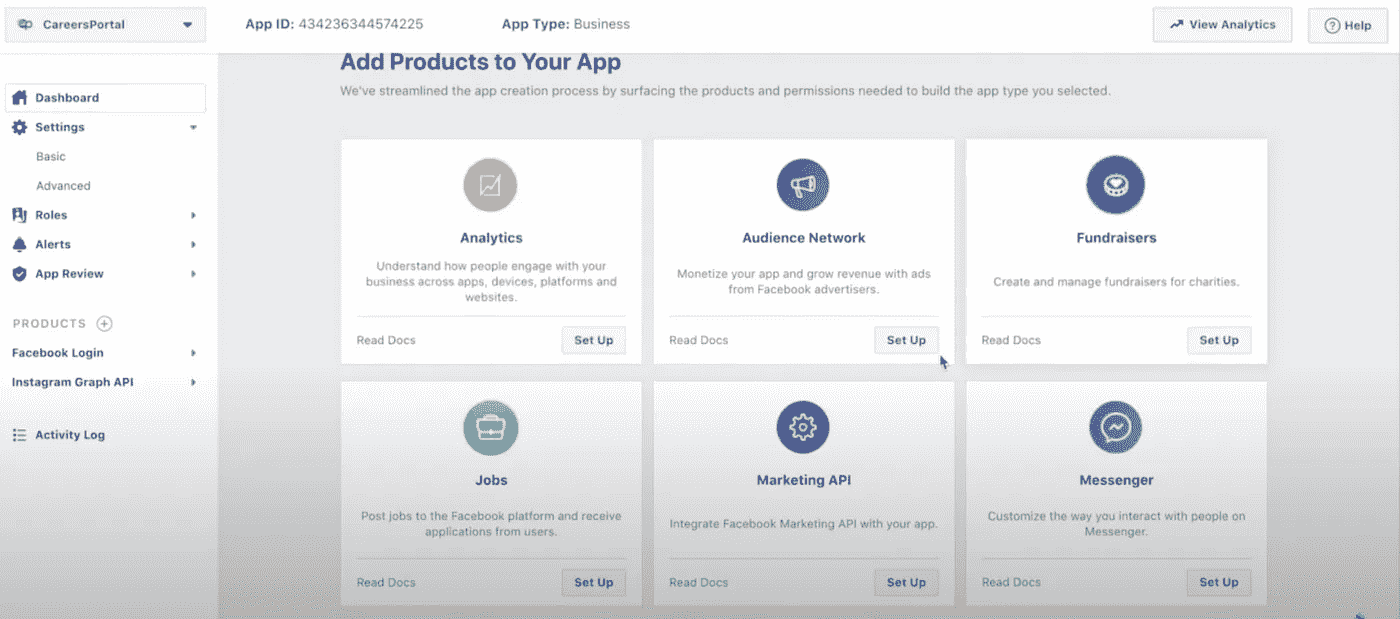 CareersPortal
App ID: 434236344574225
App Type: Business
View Analytics
Help
Dashboard
Settings
Basic
Advanced
Roles
Alerts
App Review
PRODUCTS
Facebook Login
Instagram Graph API
Activity Log
Add Products to Your App
We've streamlined the app creation process by surfacing the products and permissions needed to build the app type you selected.
Analytics
Understand how people engage with your
business across apps, devices, platforms and
websites.
Read Docs
Set Up
Audience Network
Monetize your app and grow revenue with ads
from Facebook advertisers.
Read Docs
Set Up
Fundraisers
Create and manage fundraisers for charities.
Read Docs
Set Up
Jobs
Post jobs to the Facebook platform and receive
applications from users.
Read Docs
Set Up
Marketing API
Integrate Facebook Marketing API with your app.
Read Docs
Set Up
Messenger
Customize the way you interact with people on
Messenger.
Read Docs
Set Up